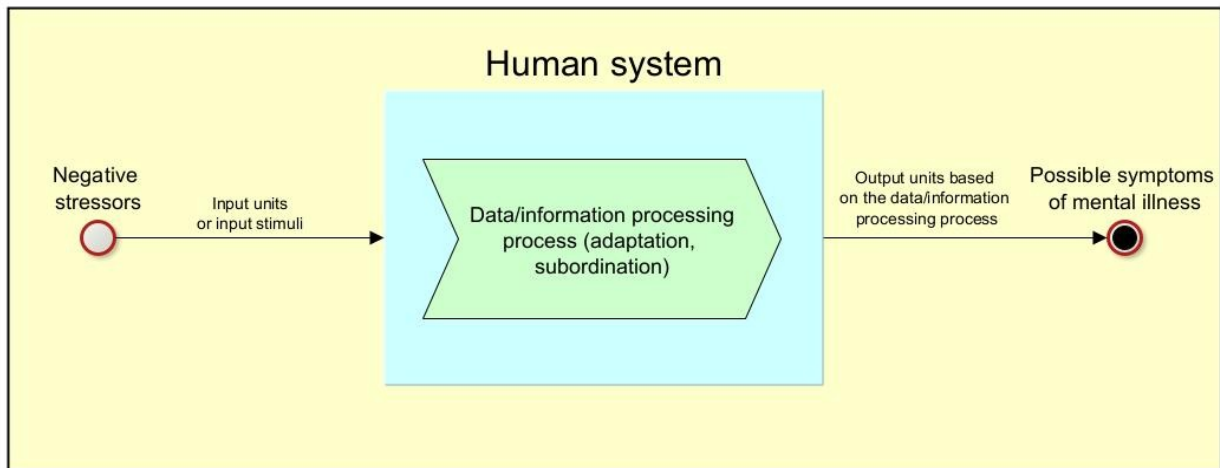 Human system
Negative
stressors
Input units
or input stimuli
Data/information processing
process (adaptation,
subordination)
Output units based
on the data/information
processing process
Possible symptoms
of mental illness